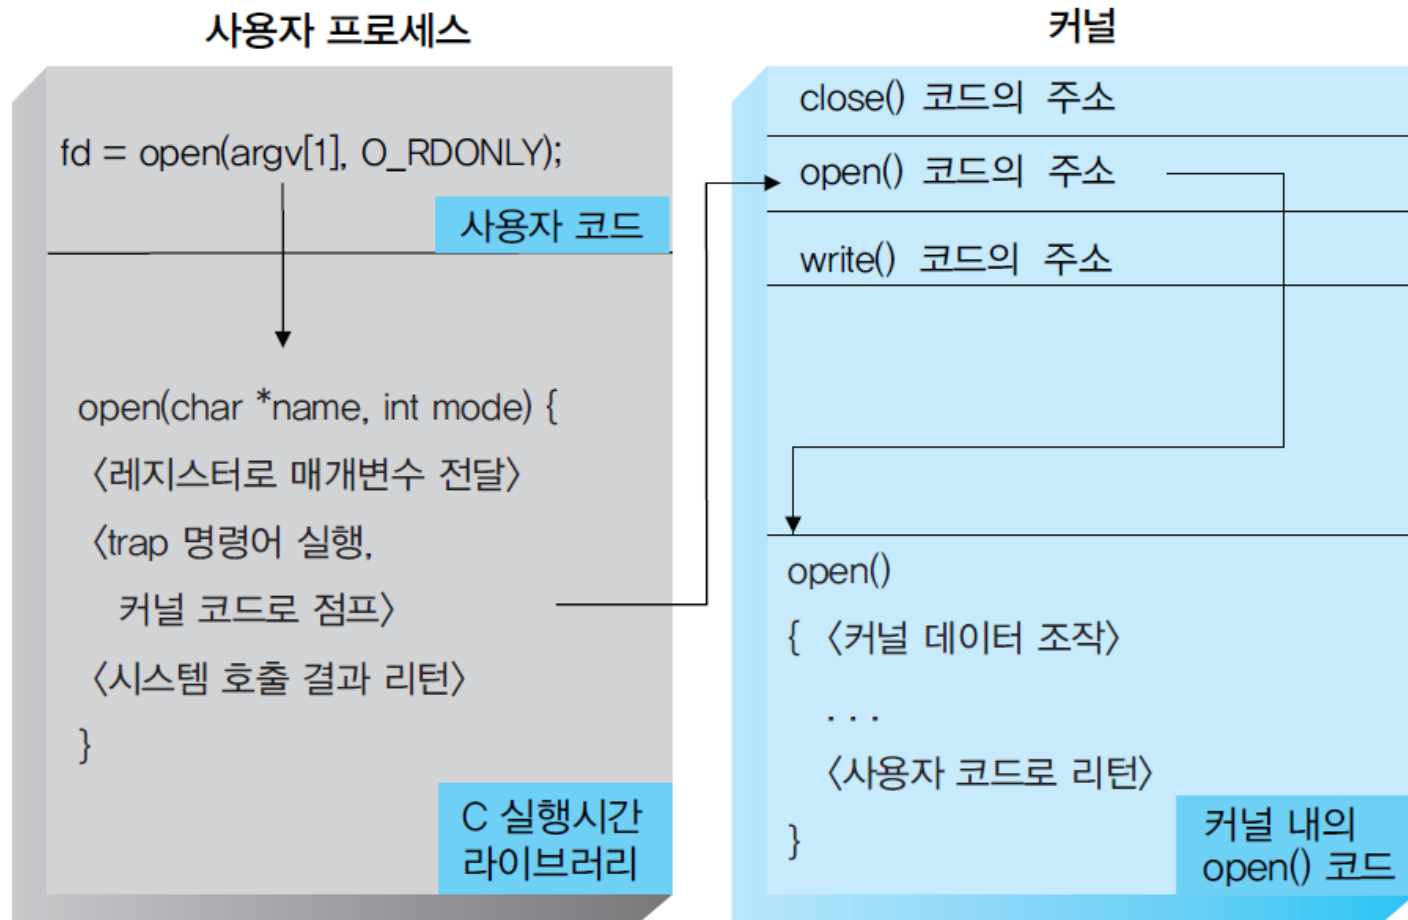 사용자 프로세스
fd = open(argv[1], O_RDONLY);
사용자 코드
open(char *name, int mode) {
〈레지스터로 매개변수 전달〉
〈trap 명령어 실행,
커널 코드로 점프〉
〈시스템 호출 결과 리턴〉
}
C 실행시간
라이브러리
커널
close() 코드의 주소
open() 코드의 주소
write() 코드의 주소
open()
{ 〈커널 데이터 조작〉
. . .
〈사용자 코드로 리턴〉
}
커널 내의
open() 코드